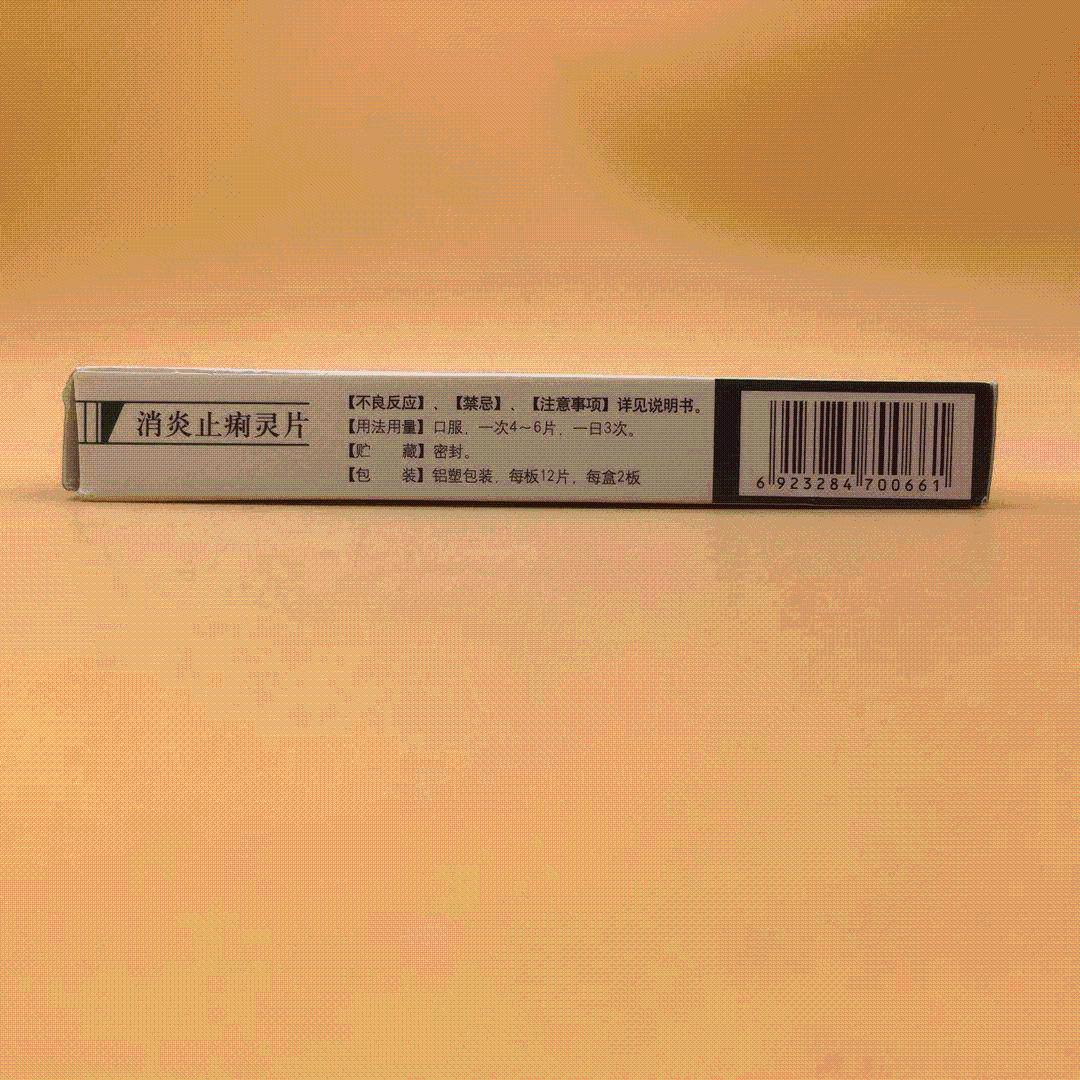 消炎止痢灵片
【不良反应】、【禁忌】、【注意事项】详见说明书。
【用法用量】口服，一次4～6片，一日3次。
【贮　　藏】密封。
【包　　装】铝塑包装，每板12片，每盒2板
6 923284 700661